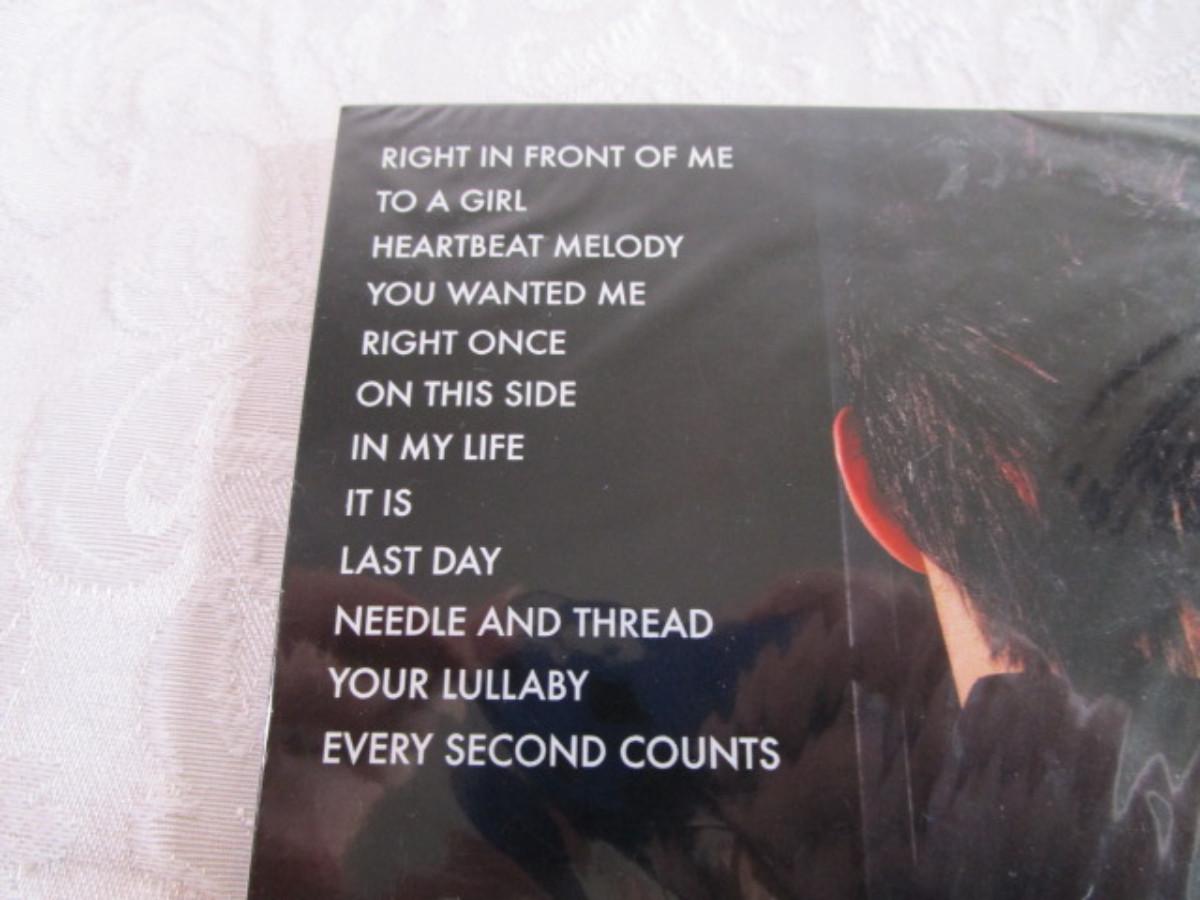 RIGHT IN FRONT OF ME
TO A GIRL
HEARTBEAT MELODY
YOU WANTED ME
RIGHT ONCE
ON THIS SIDE
IN MY LIFE
IT IS
LAST DAY
NEEDLE AND THREAD
YOUR LULLABY
EVERY SECOND COUNTS